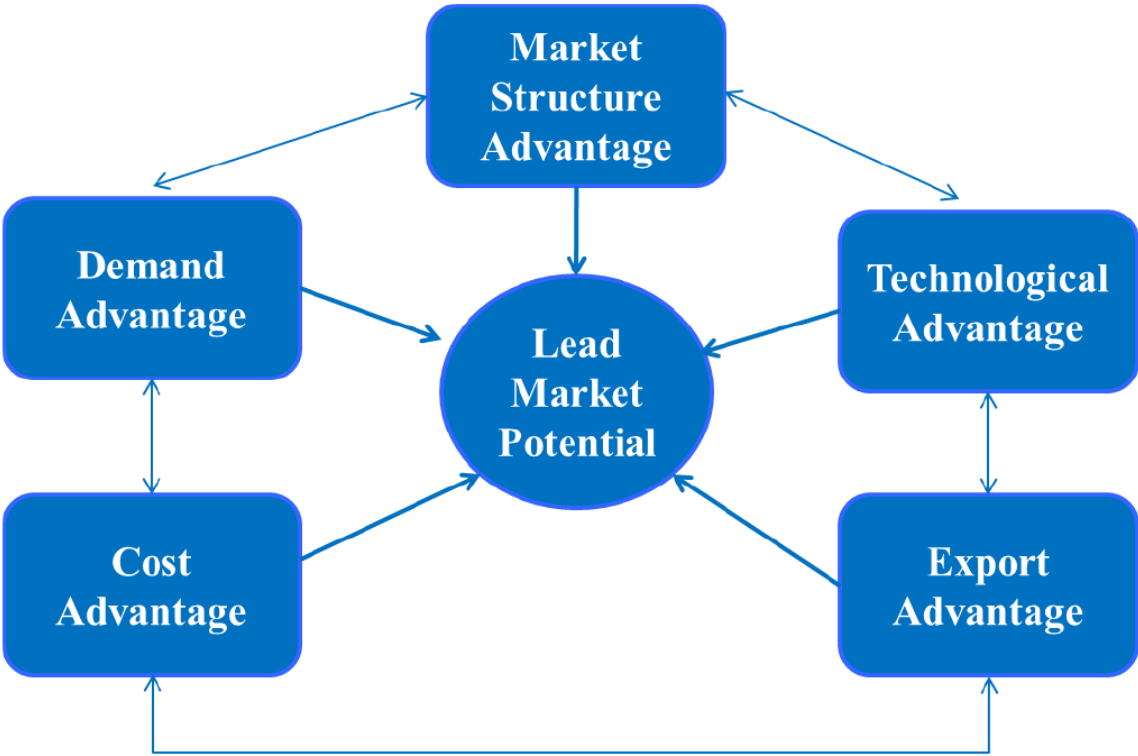 Market
Structure
Advantage
Demand
Advantage
Technological
Advantage
Lead
Market
Potential
Cost
Advantage
Export
Advantage